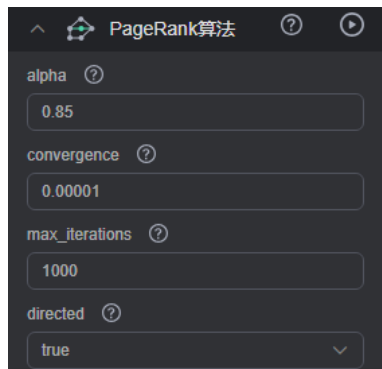 PageRank算法
alpha
0.85
convergence
0.00001
max_iterations
1000
directed
true